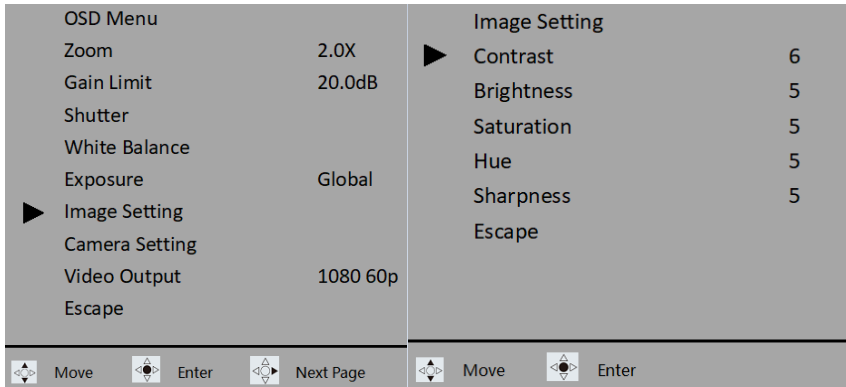 OSD Menu
Zoom 2.0X
Gain Limit 20.0dB
Shutter
White Balance
Exposure Global
Image Setting
Camera Setting
Video Output 1080 60p
Escape
Move Enter Next Page
Image Setting
Contrast 6
Brightness 5
Saturation 5
Hue 5
Sharpness 5
Escape
Move Enter